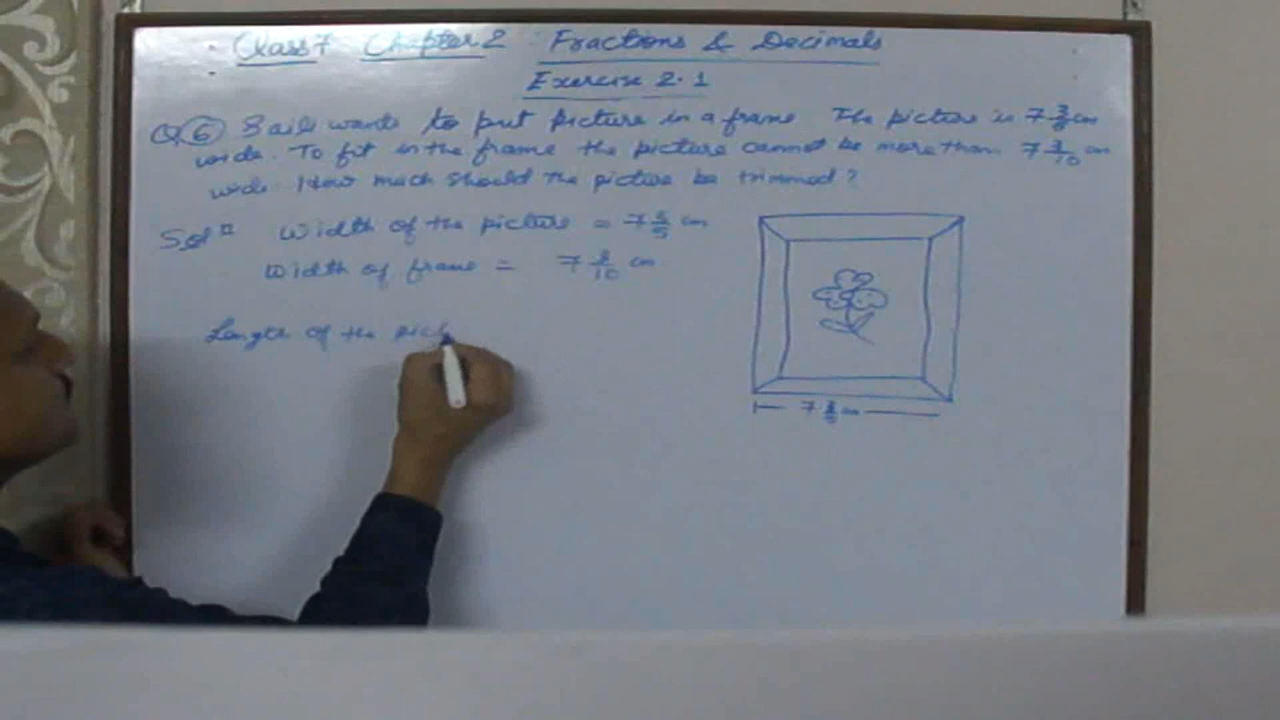 Class 7 Chapter 2 : Fractions & Decimals
Exercise 2.1
Q. 6 Saili wants to put picture in a frame. The picture is 7 3/5 cm
wide. To fit in the frame the picture cannot be more than 7 3/10 cm
wide. How much should the picture be trimmed?
Sol Width of the picture = 7 3/5 cm
Width of frame = 7 3/10 cm
Length of the pict
7 3/5 cm